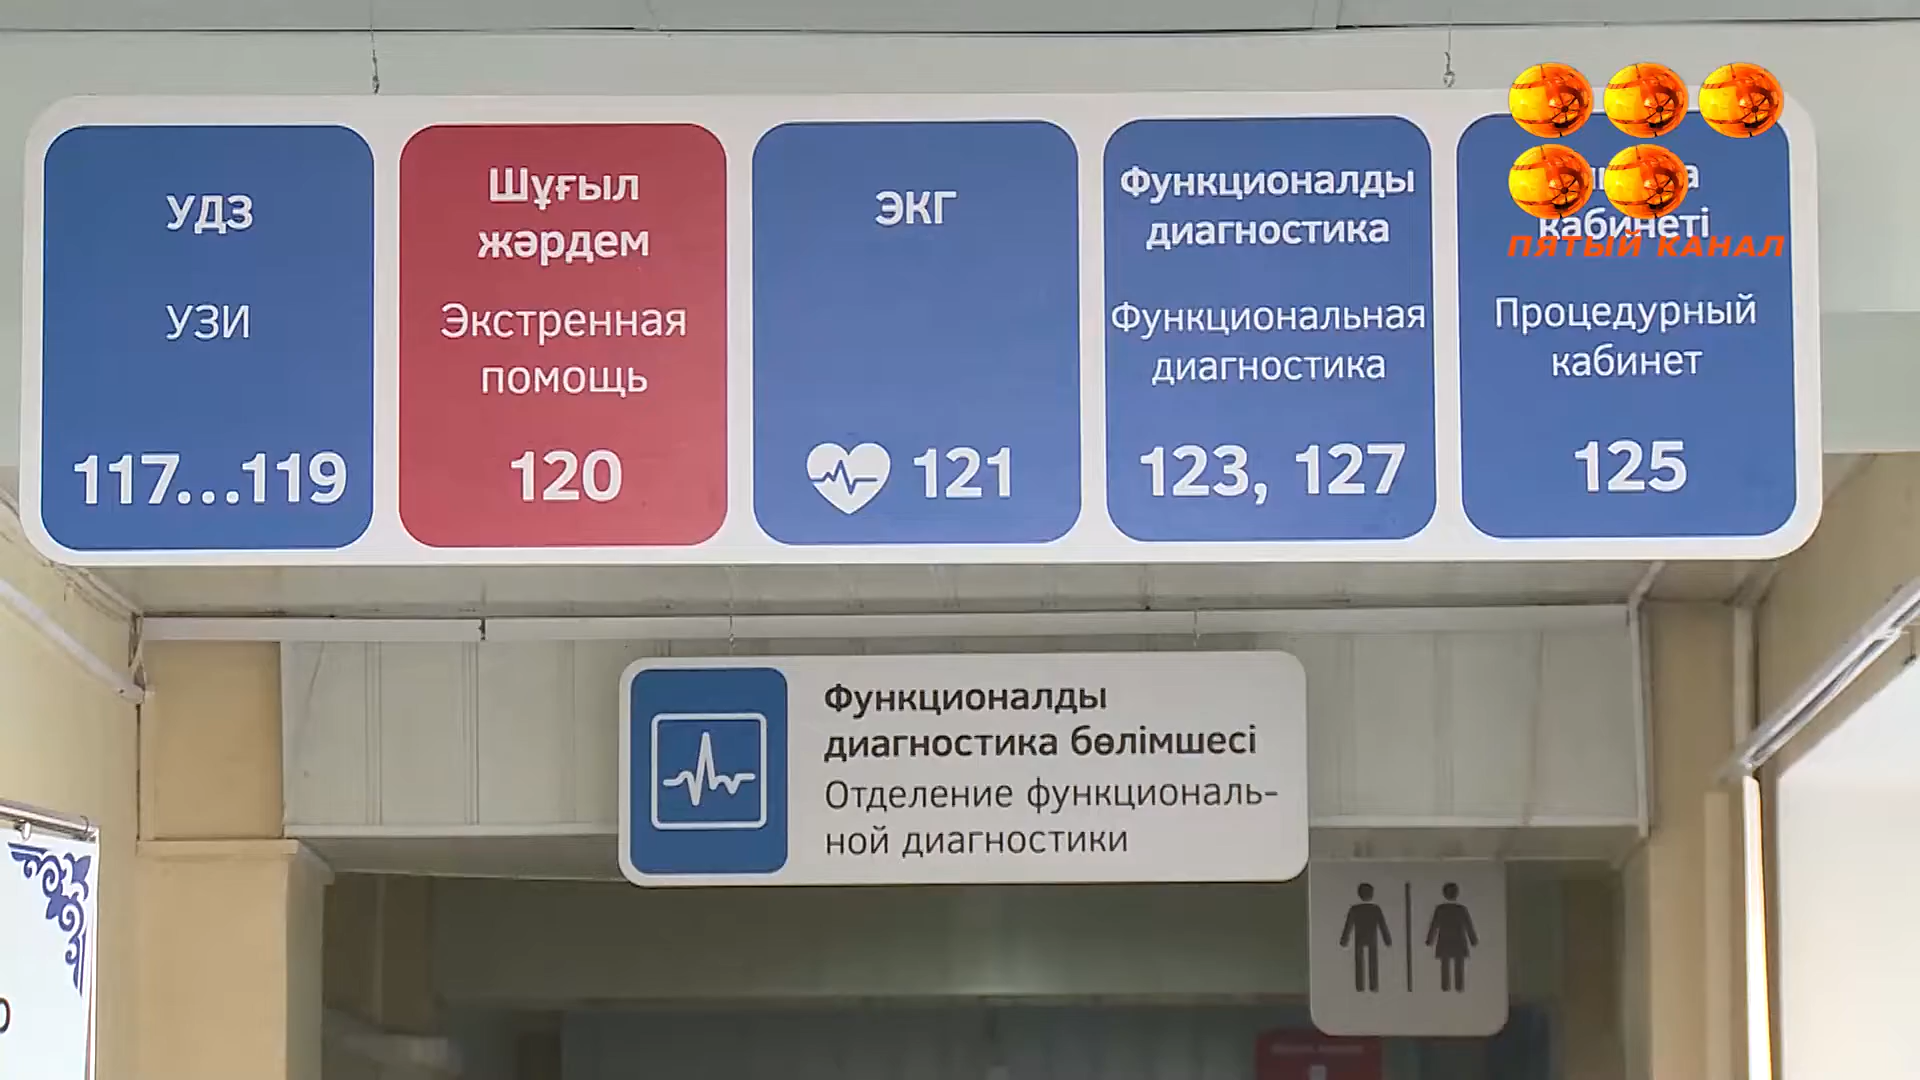 УДЗ
УЗИ
117...119
Шұғыл
жәрдем
Экстренная
помощь
120
ЭКГ
121
Функционалды
диагностика
Функциональная
диагностика
123, 127
кабинеті
Процедурный
кабинет
125
ПЯТЫЙ КАНАЛ
Функционалды
диагностика бөлімшесі
Отделение функциональ-
ной диагностики